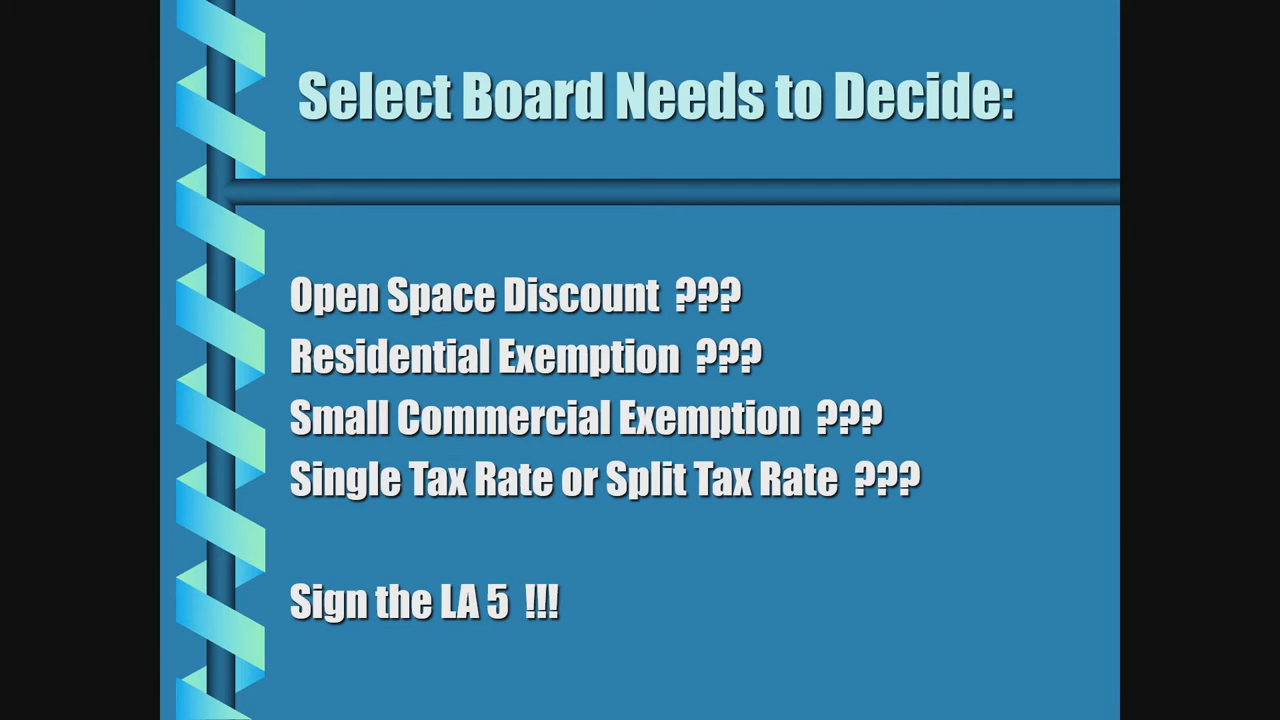 Select Board Needs to Decide:
Open Space Discount ???
Residential Exemption ???
Small Commercial Exemption ???
Single Tax Rate or Split Tax Rate ???
Sign the LA 5 !!!